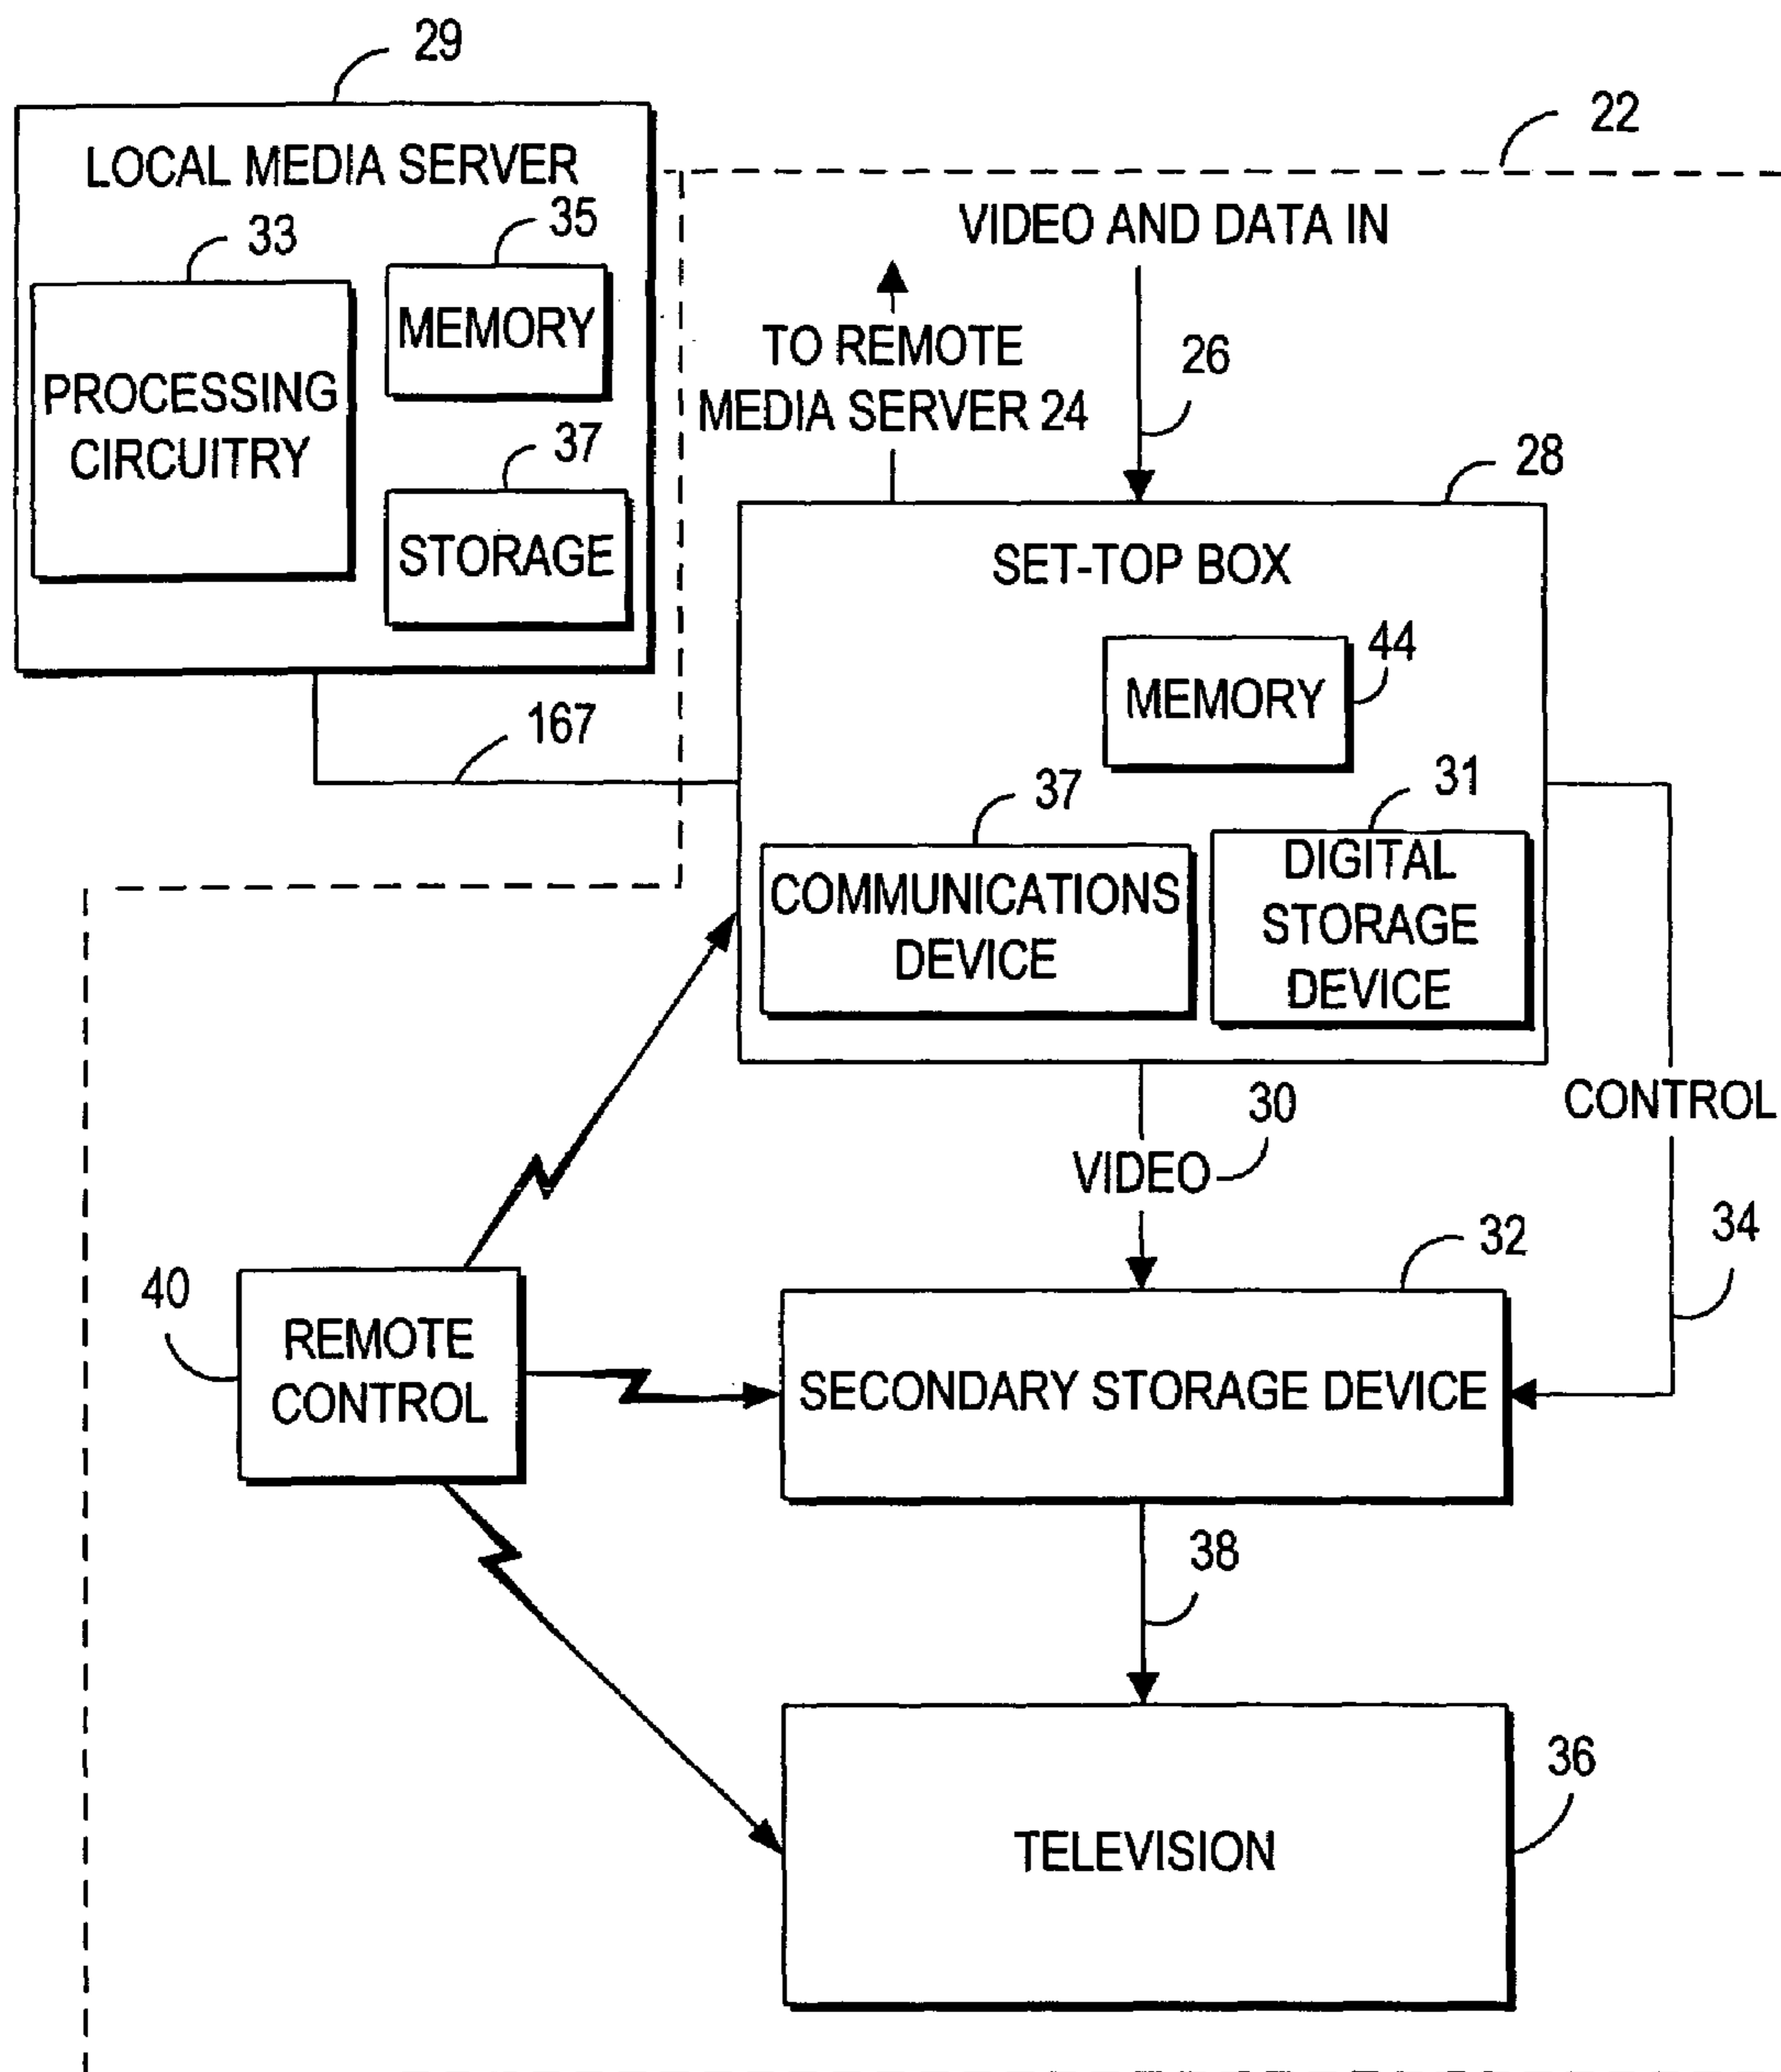 29
22
LOCAL MEDIA SERVER
VIDEO AND DATA IN
33
35
MEMORY
PROCESSING
CIRCUITRY
37
STORAGE
TO REMOTE
MEDIA SERVER 24
26
28
SET-TOP BOX
44
MEMORY
167
37
31
COMMUNICATIONS
DEVICE
DIGITAL
STORAGE
DEVICE
CONTROL
30
VIDEO
34
32
40
REMOTE
CONTROL
SECONDARY STORAGE DEVICE
38
36
TELEVISION